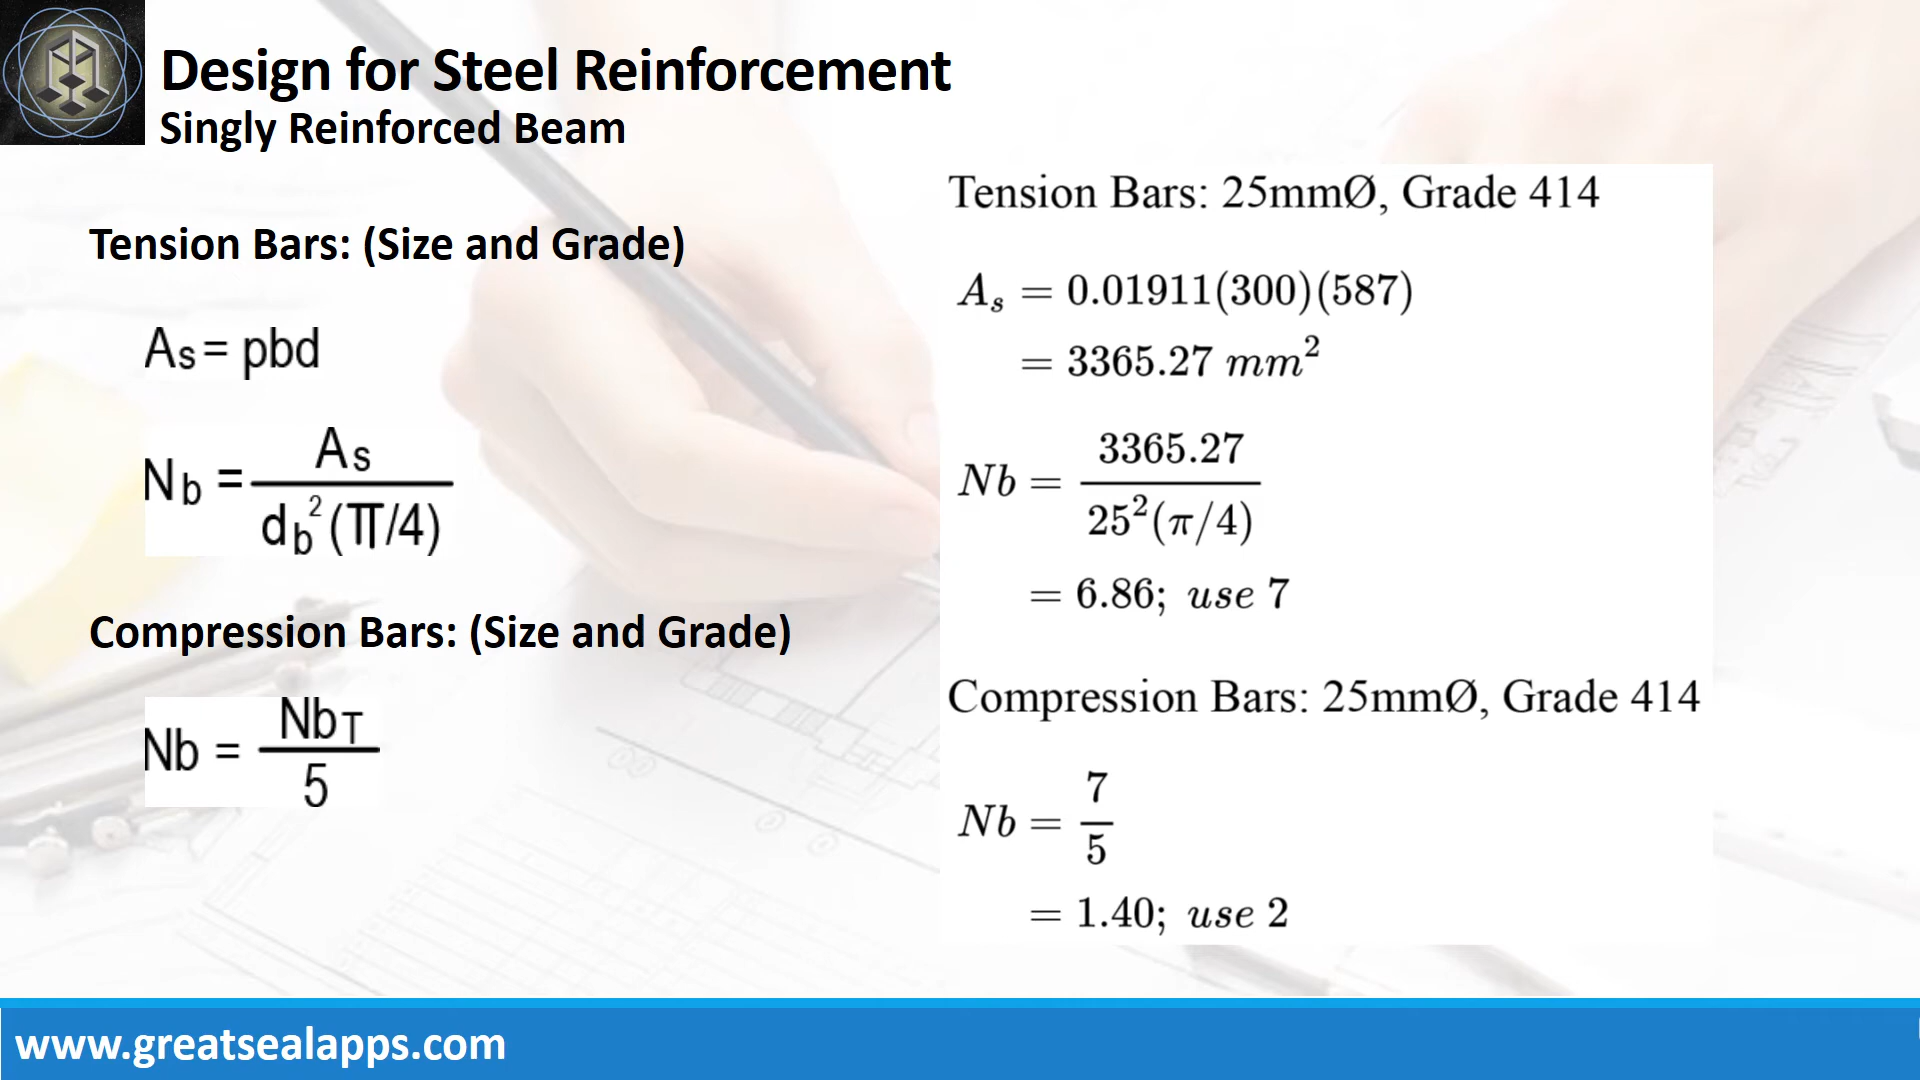 Design for Steel Reinforcement
Singly Reinforced Beam
Tension Bars: (Size and Grade)
As = pbd
Nb = As / db²(π/4)
Compression Bars: (Size and Grade)
Nb = NbT / 5
Tension Bars: 25mmØ, Grade 414
As = 0.01911(300)(587)
= 3365.27 mm²
Nb = 3365.27 / 25²(π/4)
= 6.86; use 7
Compression Bars: 25mmØ, Grade 414
Nb = 7 / 5
= 1.40; use 2
www.greatsealapps.com